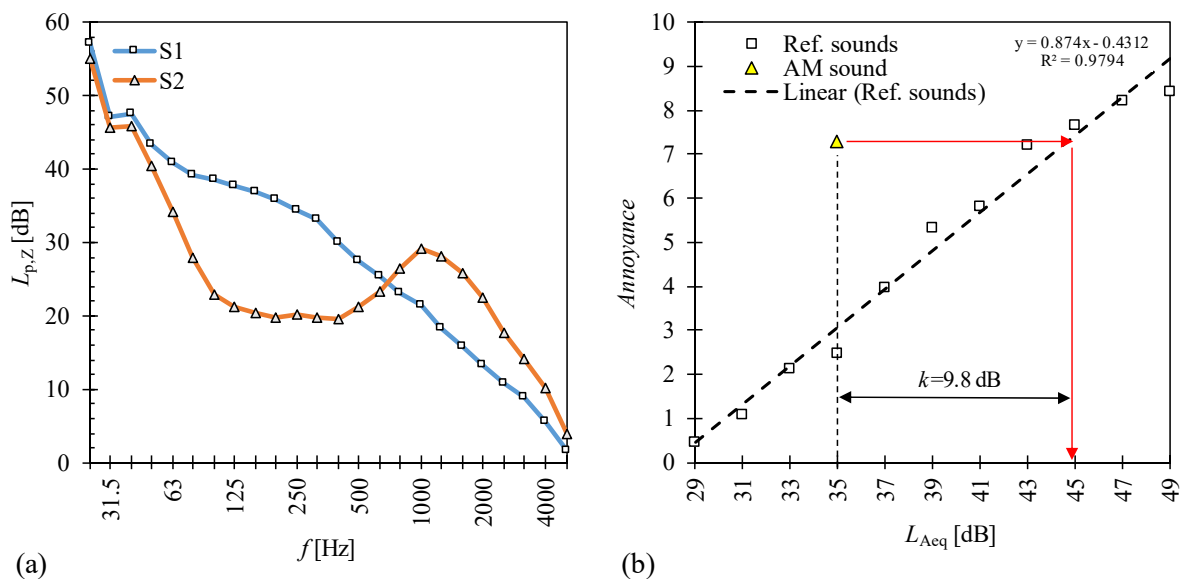 60
50
40
30
20
10
0
L_p,Z [dB]
S1
S2
31.5
63
125
250
500
1000
2000
4000
f [Hz]
(a)
10
9
8
7
6
5
4
3
2
1
0
Annoyance
Ref. sounds
AM sound
Linear (Ref. sounds)
y = 0.874x - 0.4312
R² = 0.9794
k=9.8 dB
29
31
33
35
37
39
41
43
45
47
49
L_Aeq [dB]
(b)